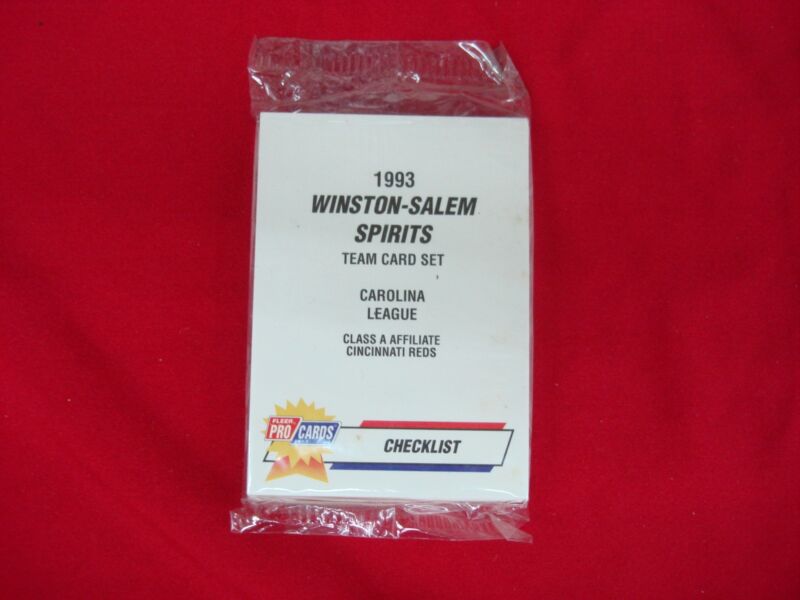 1993
WINSTON-SALEM
SPIRITS
TEAM CARD SET
CAROLINA
LEAGUE
CLASS A AFFILIATE
CINCINNATI REDS
FLEER
PRO CARDS
CHECKLIST